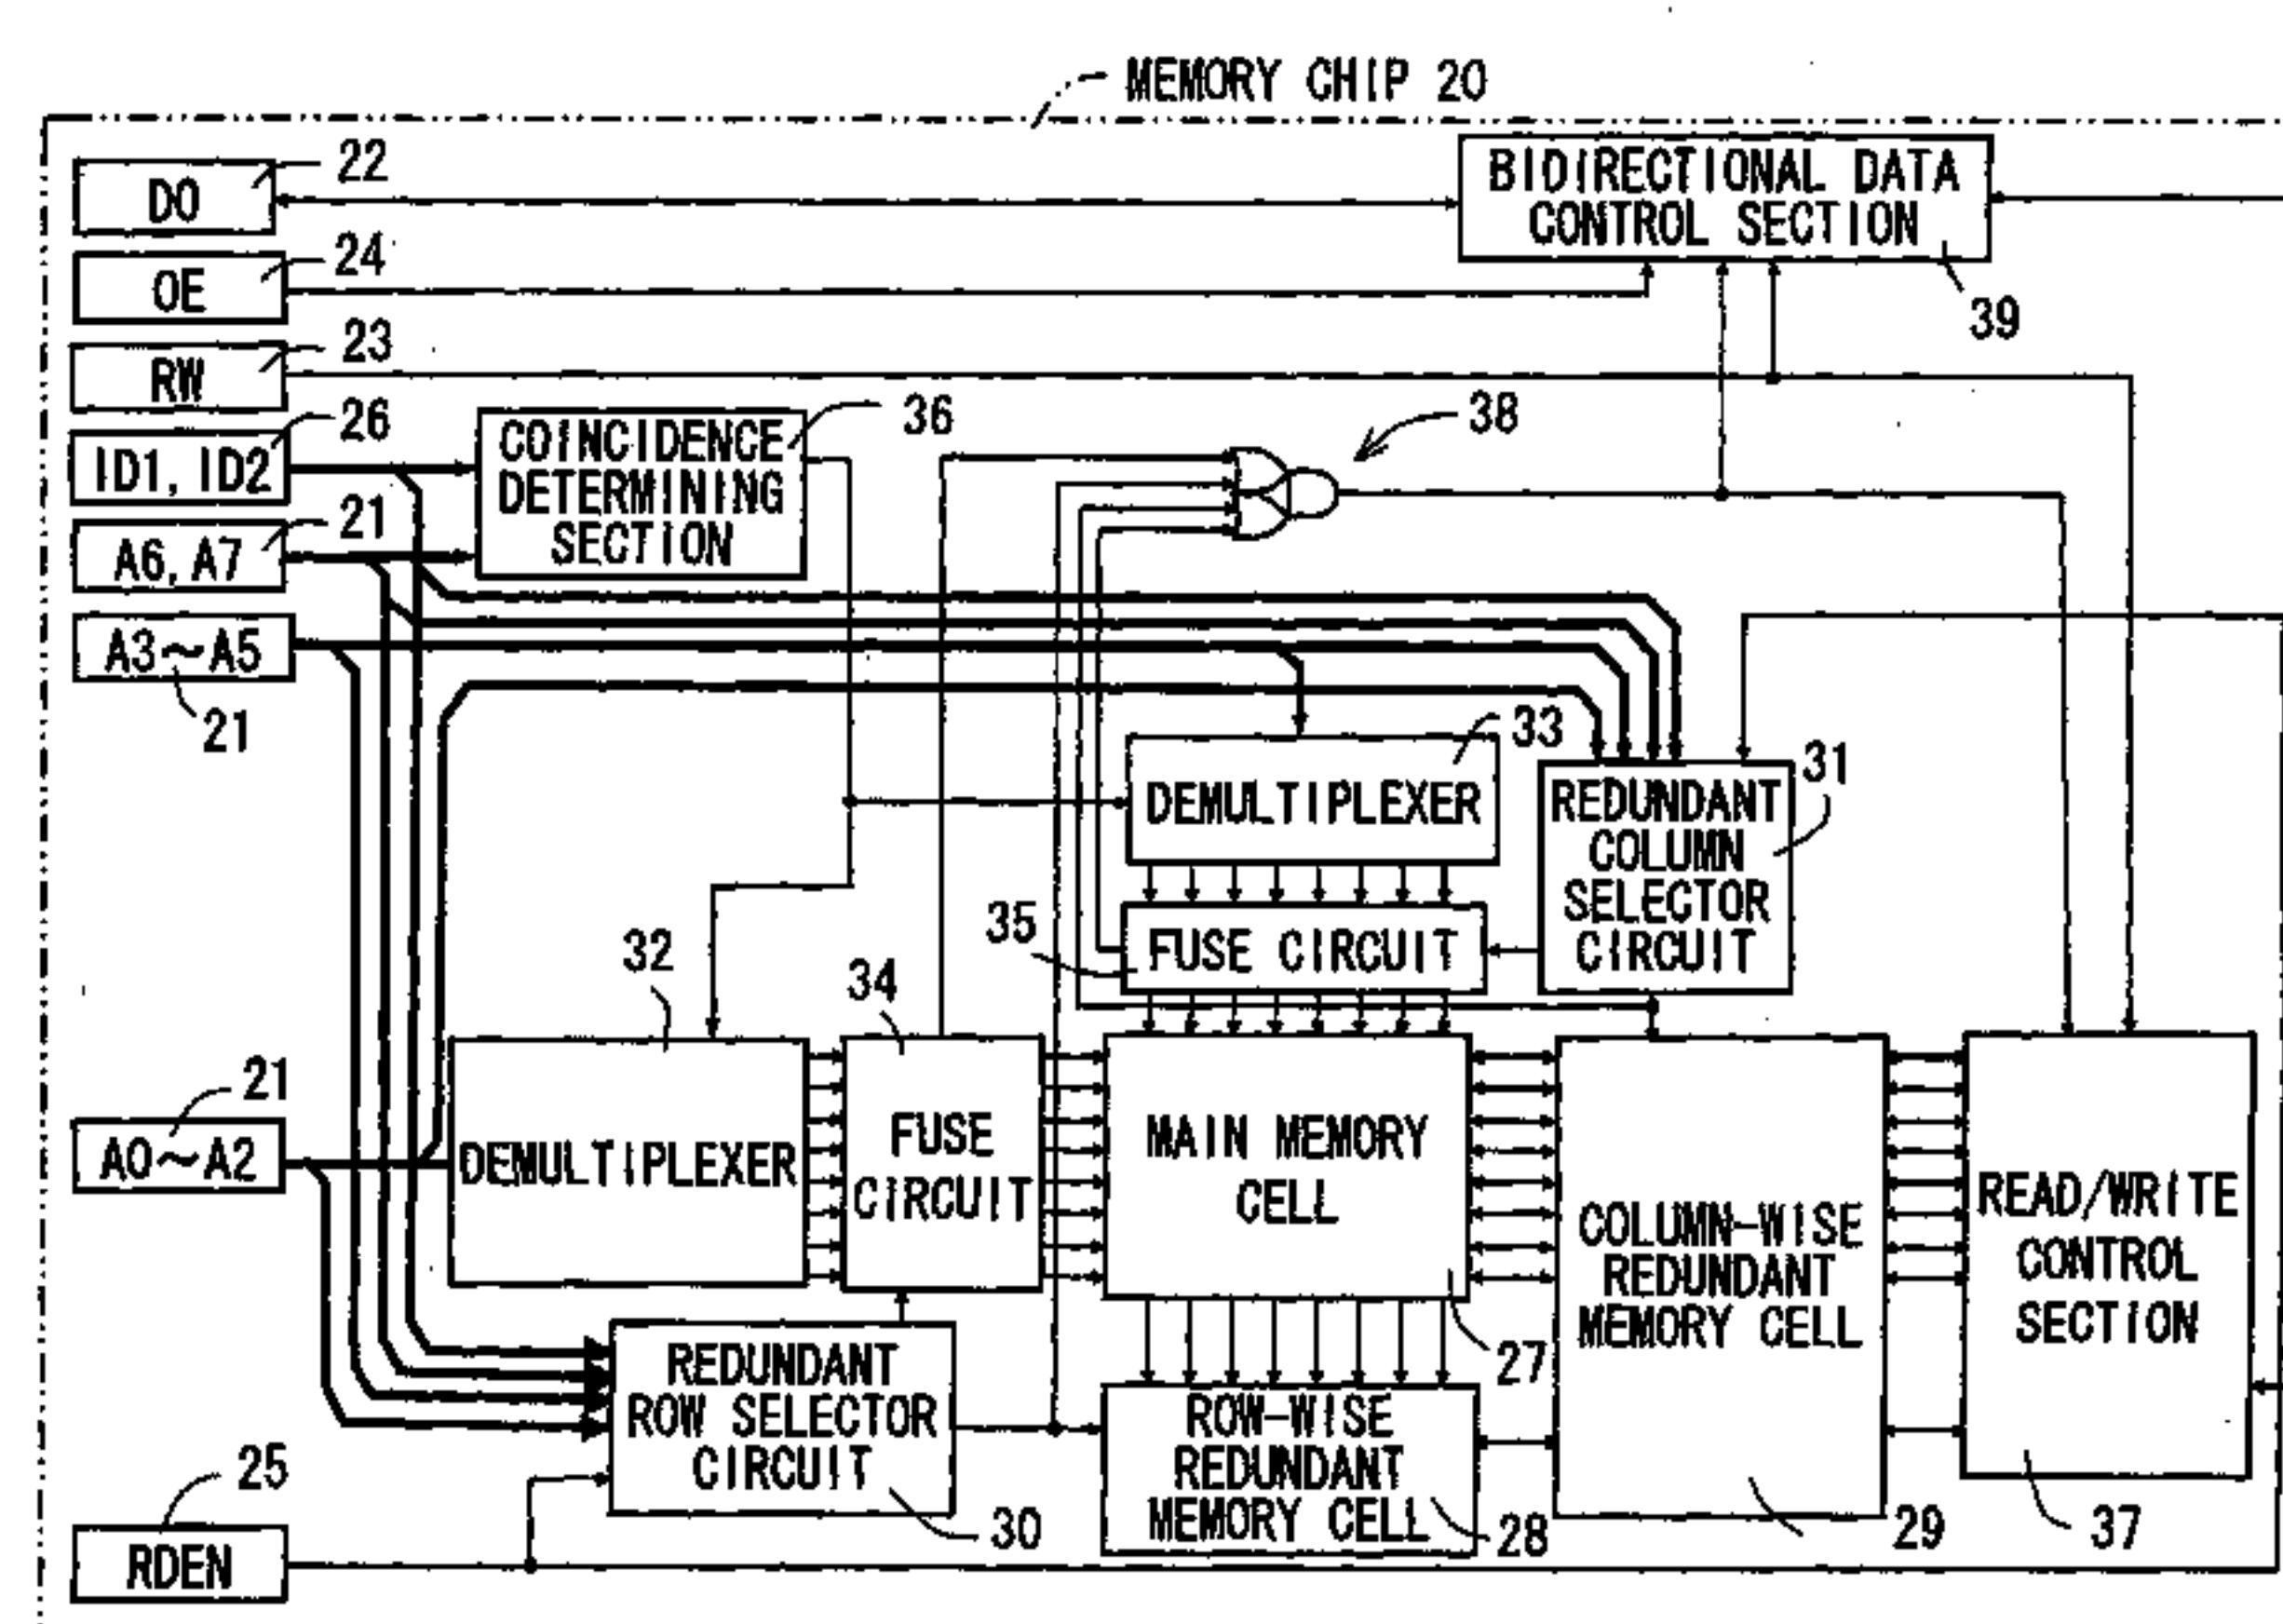 MEMORY CHIP 20
D0
22
BIDIRECTIONAL DATA
CONTROL SECTION
39
OE
24
RW
23
ID1, ID2
26
COINCIDENCE
DETERMINING
SECTION
36
38
A6, A7
21
A3~A5
21
DEMULTIPLEXER
33
REDUNDANT
COLUMN
SELECTOR
CIRCUIT
31
35
FUSE CIRCUIT
32
34
A0~A2
21
DEMULTIPLEXER
FUSE
CIRCUIT
MAIN MEMORY
CELL
27
COLUMN-WISE
REDUNDANT
MEMORY CELL
29
READ/WRITE
CONTROL
SECTION
37
REDUNDANT
ROW SELECTOR
CIRCUIT
30
ROW-WISE
REDUNDANT
MEMORY CELL
28
25
RDEN